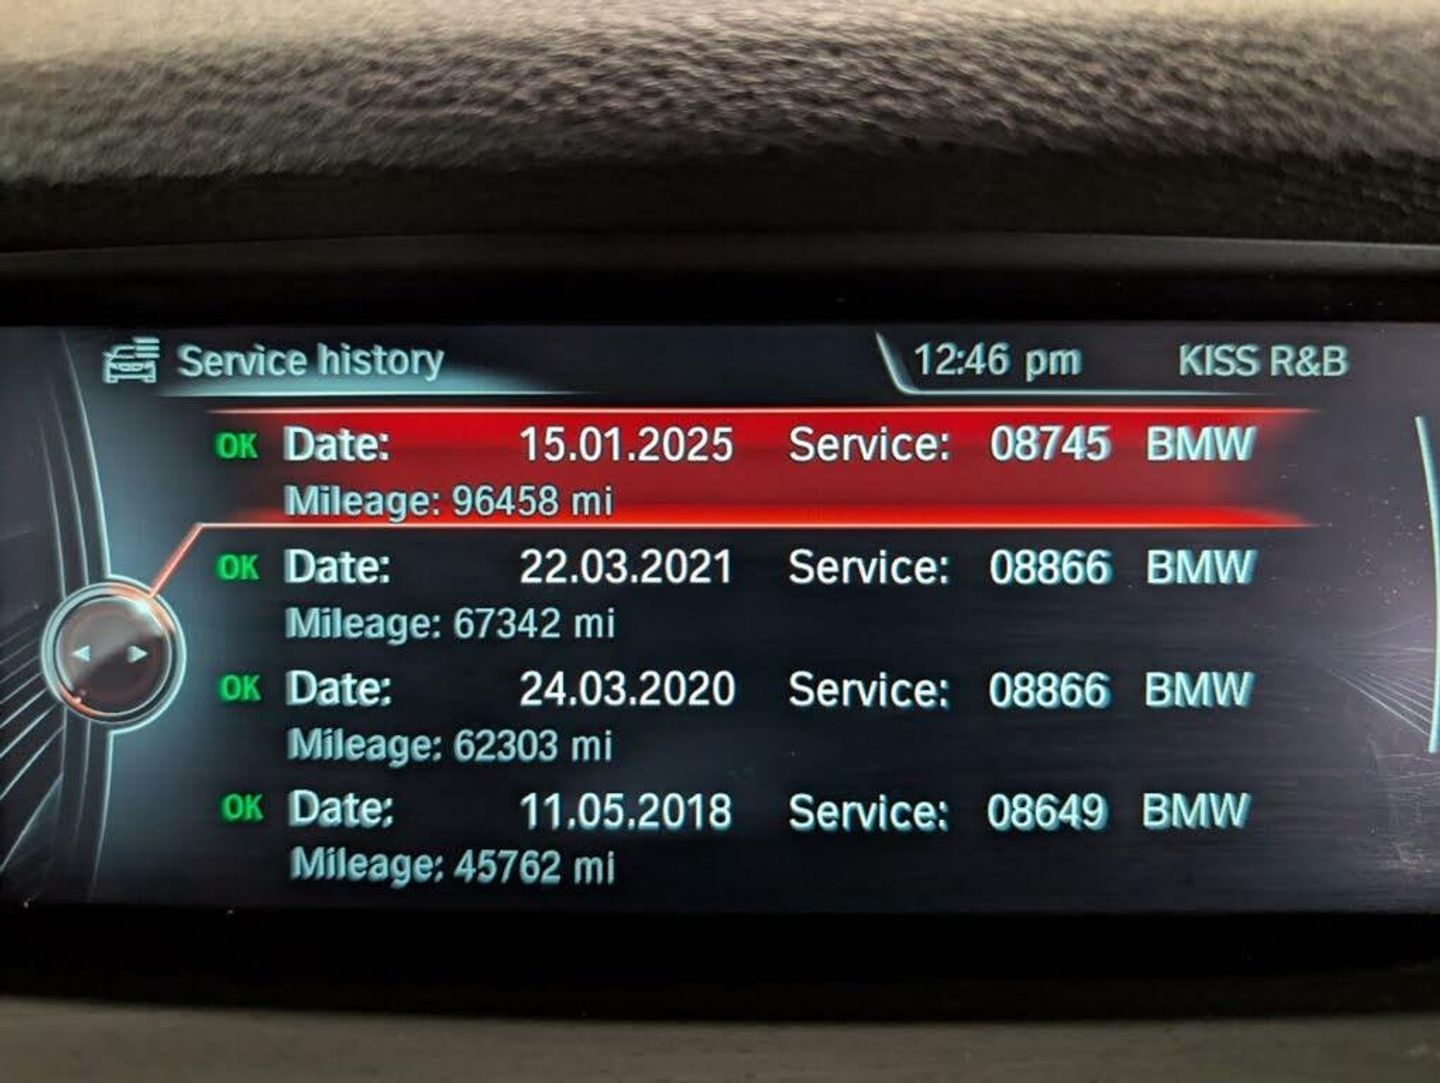 Service history 12:46 pm KISS R&B
OK Date: 15.01.2025 Service: 08745 BMW
Mileage: 96458 mi
OK Date: 22.03.2021 Service: 08866 BMW
Mileage: 67342 mi
OK Date: 24.03.2020 Service: 08866 BMW
Mileage: 62303 mi
OK Date: 11.05.2018 Service: 08649 BMW
Mileage: 45762 mi